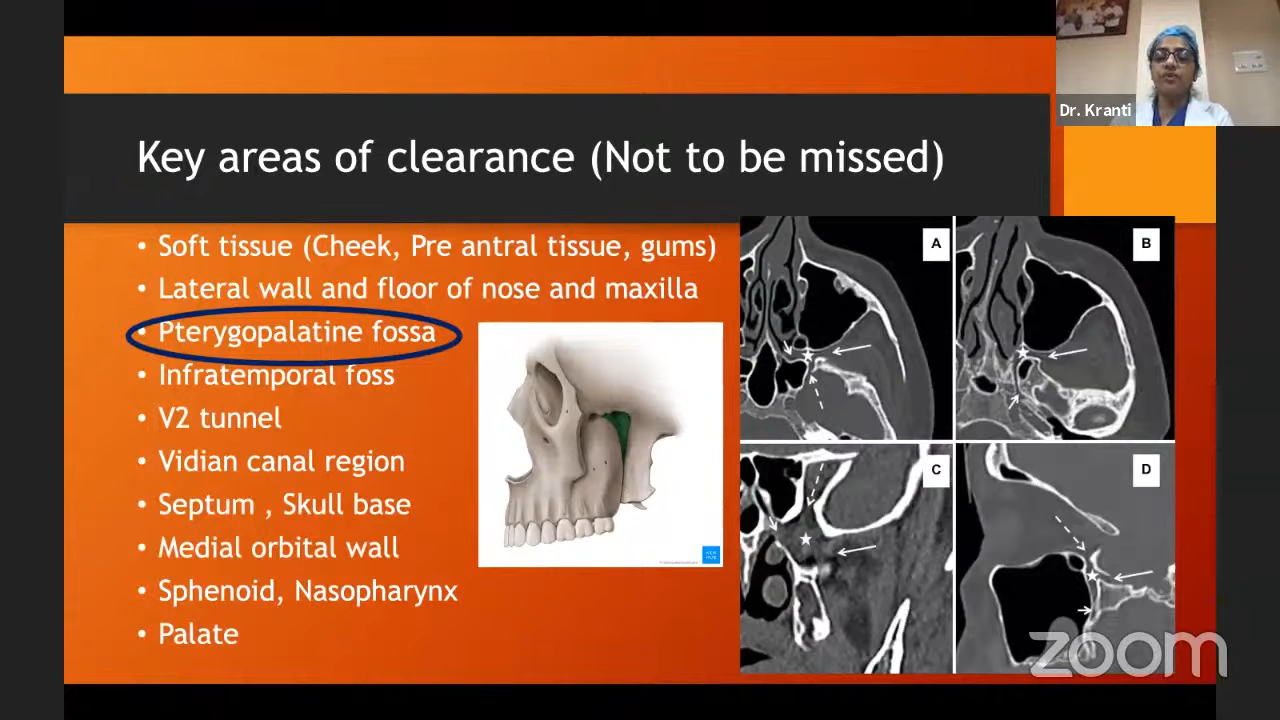 Dr. Kranti
Key areas of clearance (Not to be missed)
• Soft tissue (Cheek, Pre antral tissue, gums)
• Lateral wall and floor of nose and maxilla
• Pterygopalatine fossa
• Infratemporal foss
• V2 tunnel
• Vidian canal region
• Septum , Skull base
• Medial orbital wall
• Sphenoid, Nasopharynx
• Palate
A
B
C
D
KEN
HUB
zoom